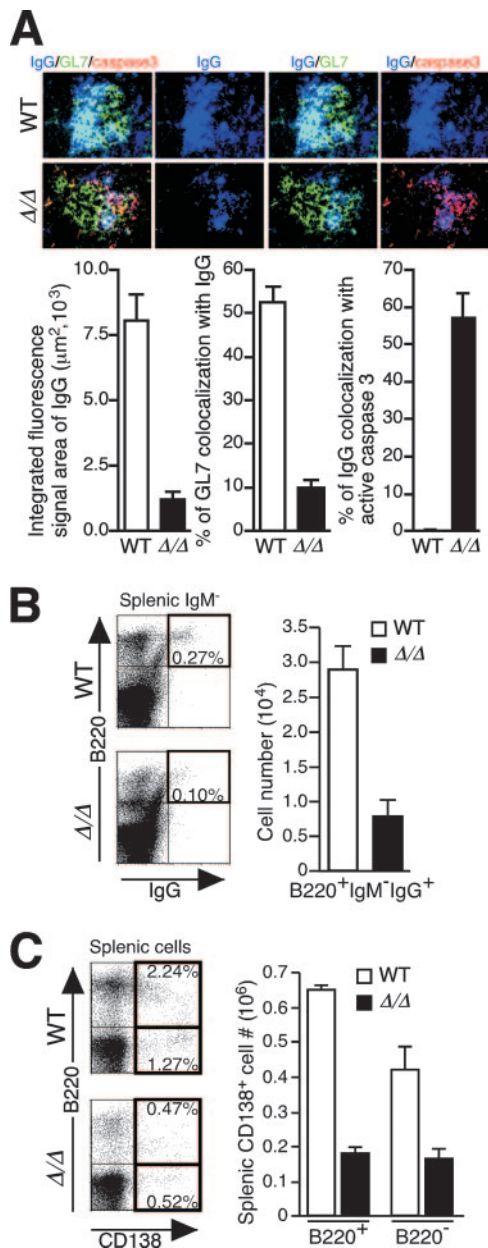 A
IgG/GL7/caspase3 IgG IgG/GL7 IgG/caspase3
WT
Δ/Δ
Integrated fluorescence
signal area of IgG (μm²,10³)
10.0
7.5
5.0
2.5
0.0
WT Δ/Δ
% of GL7 colocalization with IgG
60
50
40
30
20
10
0
WT Δ/Δ
% of IgG colocalization with
active caspase 3
70
60
50
40
30
20
10
0
WT Δ/Δ
B
Splenic IgM⁻
WT
0.27%
B220
Δ/Δ
0.10%
IgG
Cell number (10⁴)
3.5
3.0
2.5
2.0
1.5
1.0
0.5
0
WT
Δ/Δ
B220⁺IgM⁻IgG⁺
C
Splenic cells
WT
2.24%
1.27%
B220
Δ/Δ
0.47%
0.52%
CD138
Splenic CD138⁺ cell # (10⁶)
0.7
0.6
0.5
0.4
0.3
0.2
0.1
0
WT
Δ/Δ
B220⁺ B220⁻